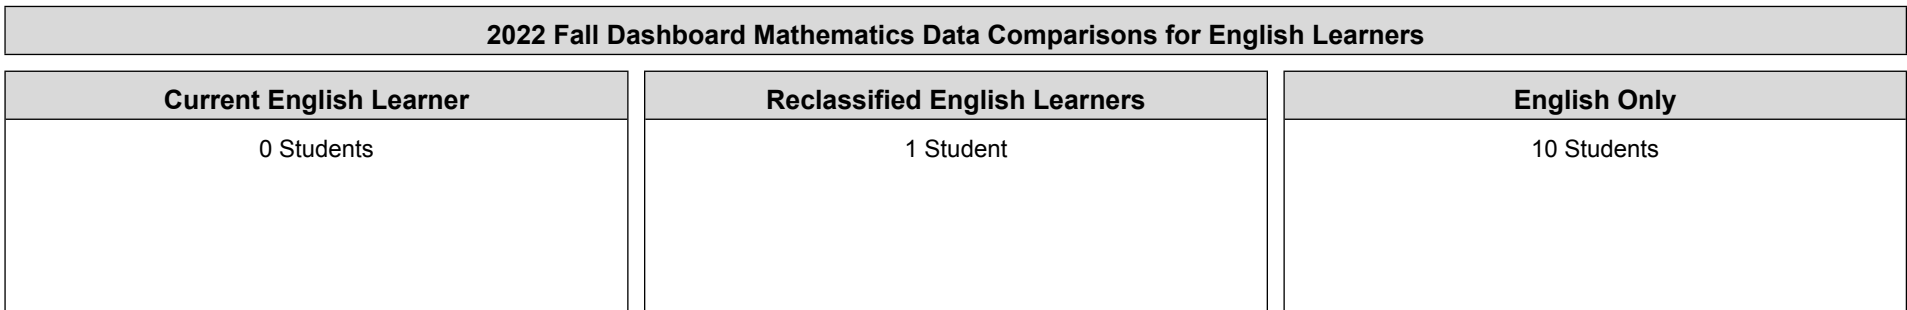 2022 Fall Dashboard Mathematics Data Comparisons for English Learners
Current English Learner
0 Students
Reclassified English Learners
1 Student
English Only
10 Students